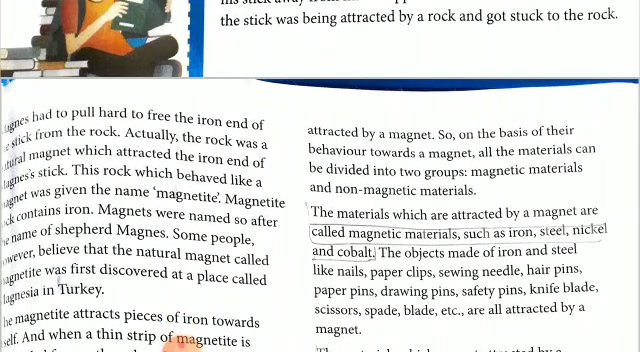 the stick was being attracted by a rock and got stuck to the rock.
had to pull hard to free the iron end of
stick from the rock. Actually, the rock was a
magnet which attracted the iron end of
stick. This rock which behaved like a
was given the name ‘magnetite’. Magnetite
contains iron. Magnets were named so after
name of shepherd Magnes. Some people,
believe that the natural magnet called
was first discovered at a place called
in Turkey.
magnetite attracts pieces of iron towards
And when a thin strip of magnetite is
attracted by a magnet. So, on the basis of their
behaviour towards a magnet, all the materials can
be divided into two groups: magnetic materials
and non-magnetic materials.
The materials which are attracted by a magnet are
called magnetic materials, such as iron, steel, nickel
and cobalt. The objects made of iron and steel
like nails, paper clips, sewing needle, hair pins,
paper pins, drawing pins, safety pins, knife blade,
scissors, spade, blade, etc., are all attracted by a
magnet.